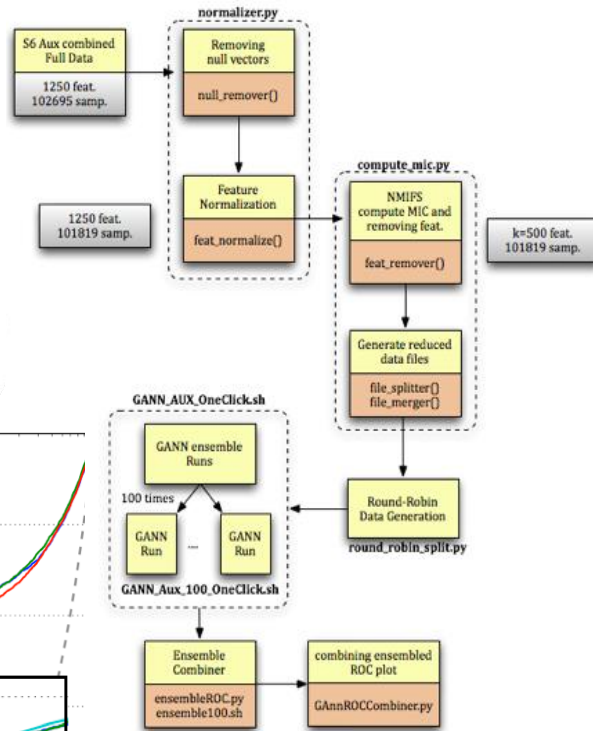 normalizer.py
S6 Aux combined
Full Data
1250 feat.
102695 samp.
Removing
null vectors
null_remover()
compute_mic.py
Feature
Normalization
feat_normalize()
1250 feat.
101819 samp.
NMIFS
compute MIC and
removing feat.
feat_remover()
k=500 feat.
101819 samp.
Generate reduced
data files
file_splitter()
file_merger()
GANN_AUX_OneClick.sh
GANN ensemble
Runs
100 times
GANN
Run
...
GANN
Run
GANN_Aux_100_OneClick.sh
Round-Robin
Data Generation
round_robin_split.py
Ensemble
Combiner
ensembleROC.py
ensemble100.sh
combining ensembled
ROC plot
GAnnROCCombiner.py